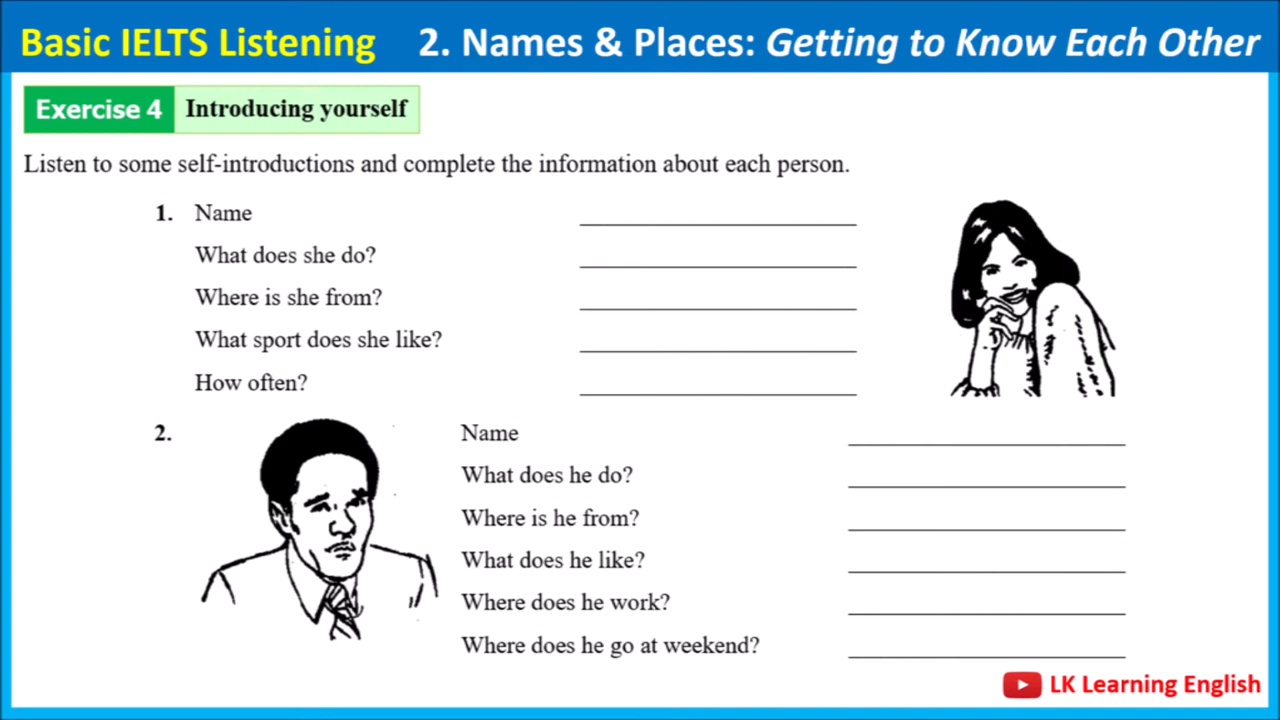 Basic IELTS Listening 2. Names & Places: Getting to Know Each Other
Exercise 4 Introducing yourself
Listen to some self-introductions and complete the information about each person.
1. Name
What does she do?
Where is she from?
What sport does she like?
How often?
2. Name
What does he do?
Where is he from?
What does he like?
Where does he work?
Where does he go at weekend?
LK Learning English